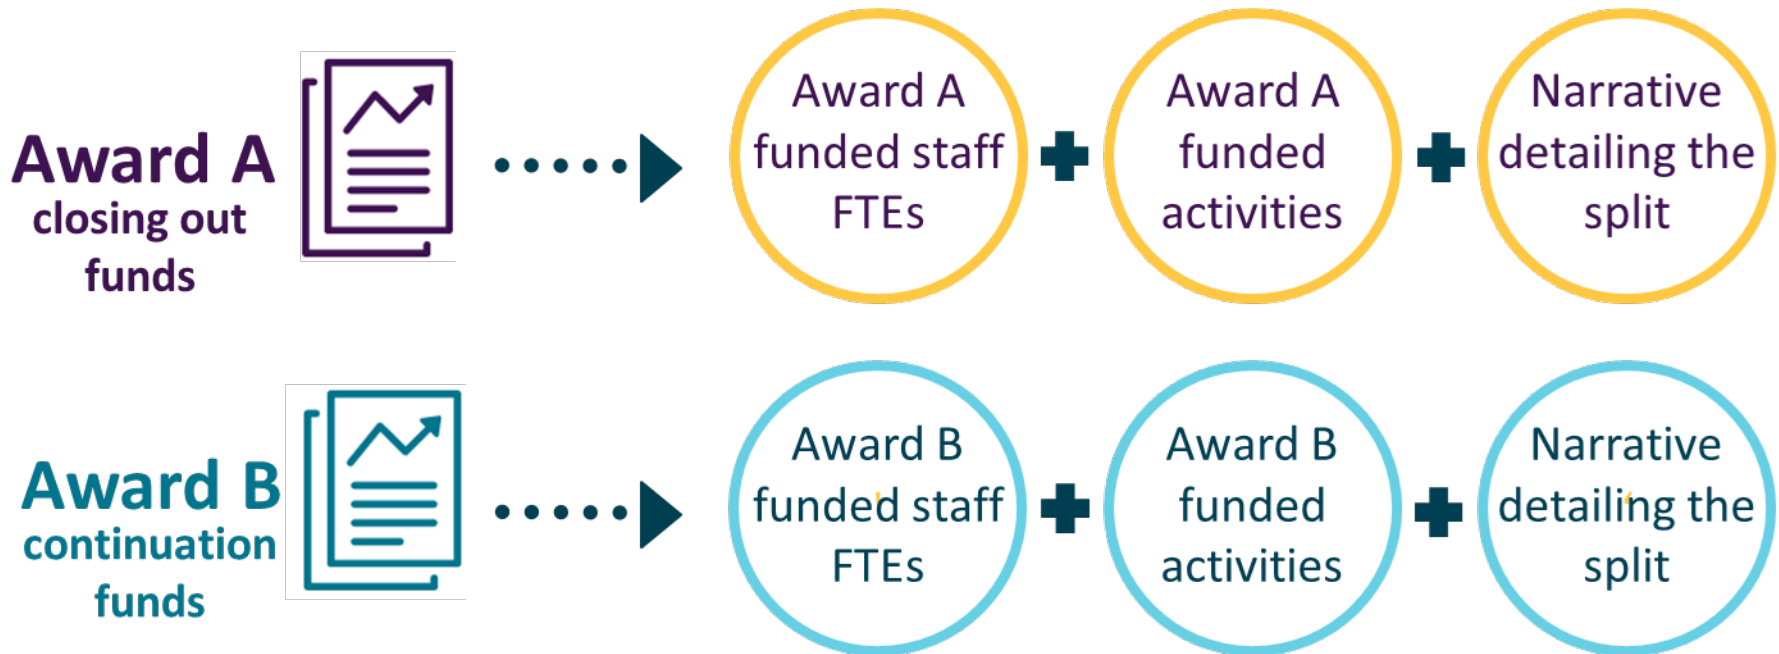 Award A
closing out
funds
Award A
funded staff
FTEs
Award A
funded
activities
Narrative
detailing the
split
Award B
continuation
funds
Award B
funded staff
FTEs
Award B
funded
activities
Narrative
detailing the
split